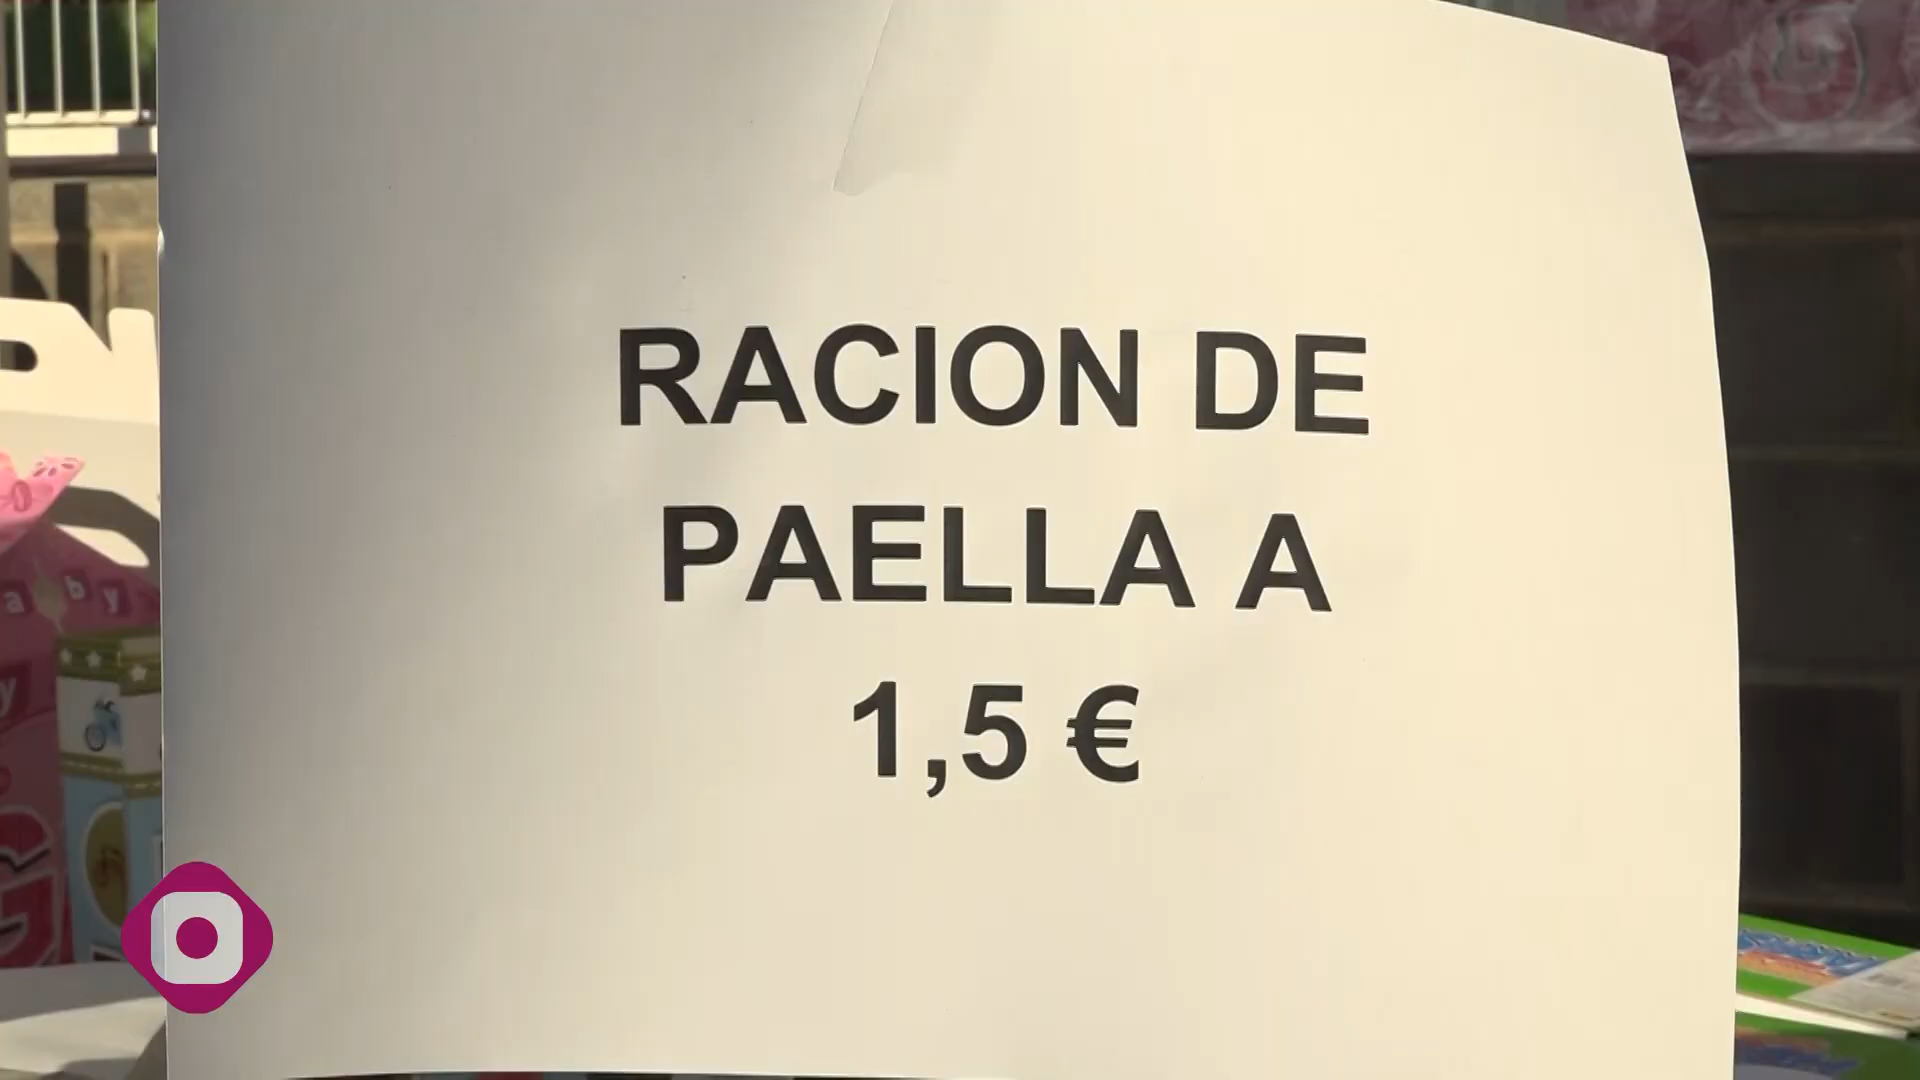 RACION DE
PAELLA A
1,5 €